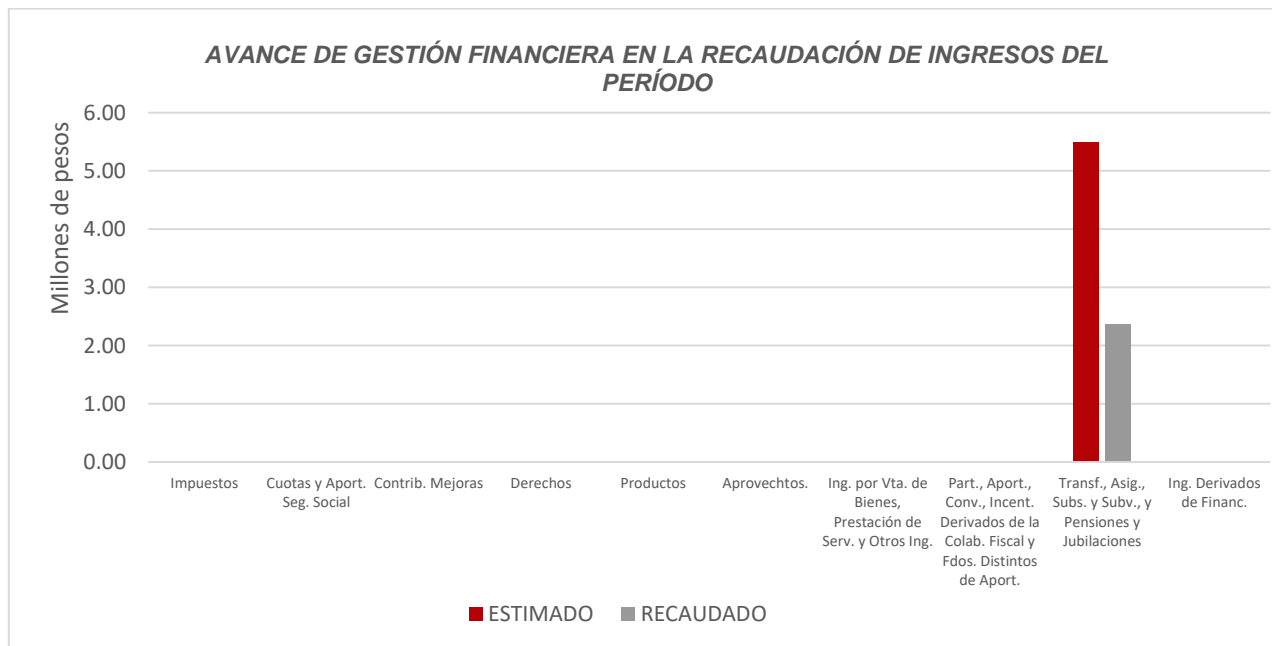 AVANCE DE GESTIÓN FINANCIERA EN LA RECAUDACIÓN DE INGRESOS DEL
PERÍODO
Millones de pesos
6.00
5.00
4.00
3.00
2.00
1.00
0.00
Impuestos
Cuotas y Aport.
Seg. Social
Contrib. Mejoras
Derechos
Productos
Aprovechtos.
Ing. por Vta. de
Bienes,
Prestación de
Serv. y Otros Ing.
Part., Aport.,
Conv., Incent.
Derivados de la
Colab. Fiscal y
Fdos. Distintos
de Aport.
Transf., Asig.,
Subs. y Subv., y
Pensiones y
Jubilaciones
Ing. Derivados
de Financ.
ESTIMADO
RECAUDADO